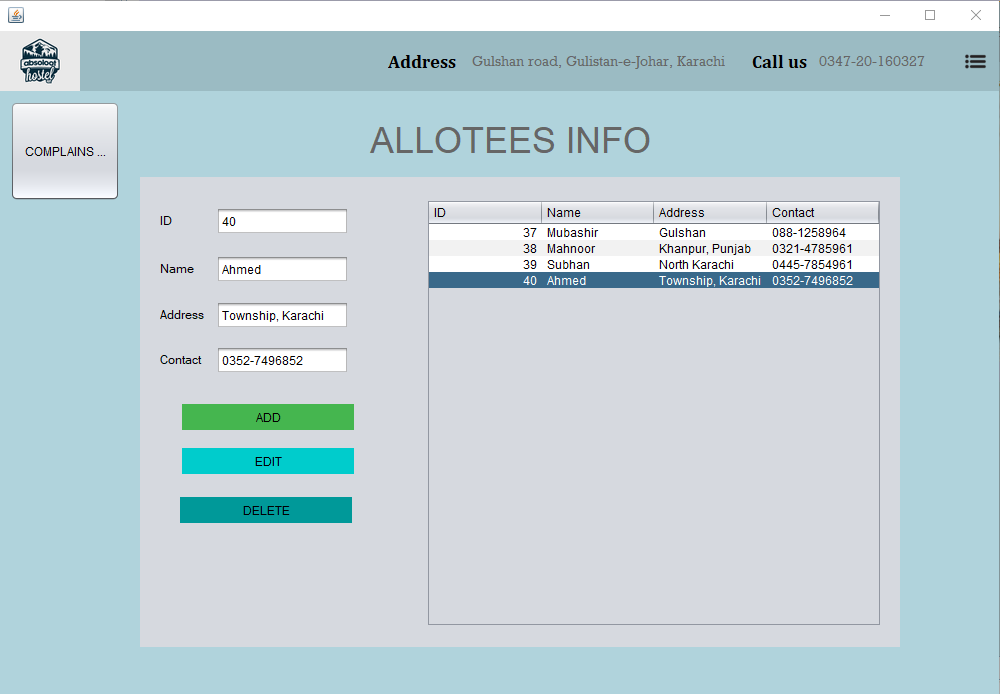 absoloot
hostel
Address Gulshan road, Gulistan-e-Johar, Karachi Call us 0347-20-160327
COMPLAINS ...
ALLOTEES INFO
ID 40
Name Ahmed
Address Township, Karachi
Contact 0352-7496852
ADD
EDIT
DELETE
ID Name Address Contact
37 Mubashir Gulshan 088-1258964
38 Mahnoor Khanpur, Punjab 0321-4785961
39 Subhan North Karachi 0445-7854961
40 Ahmed Township, Karachi 0352-7496852